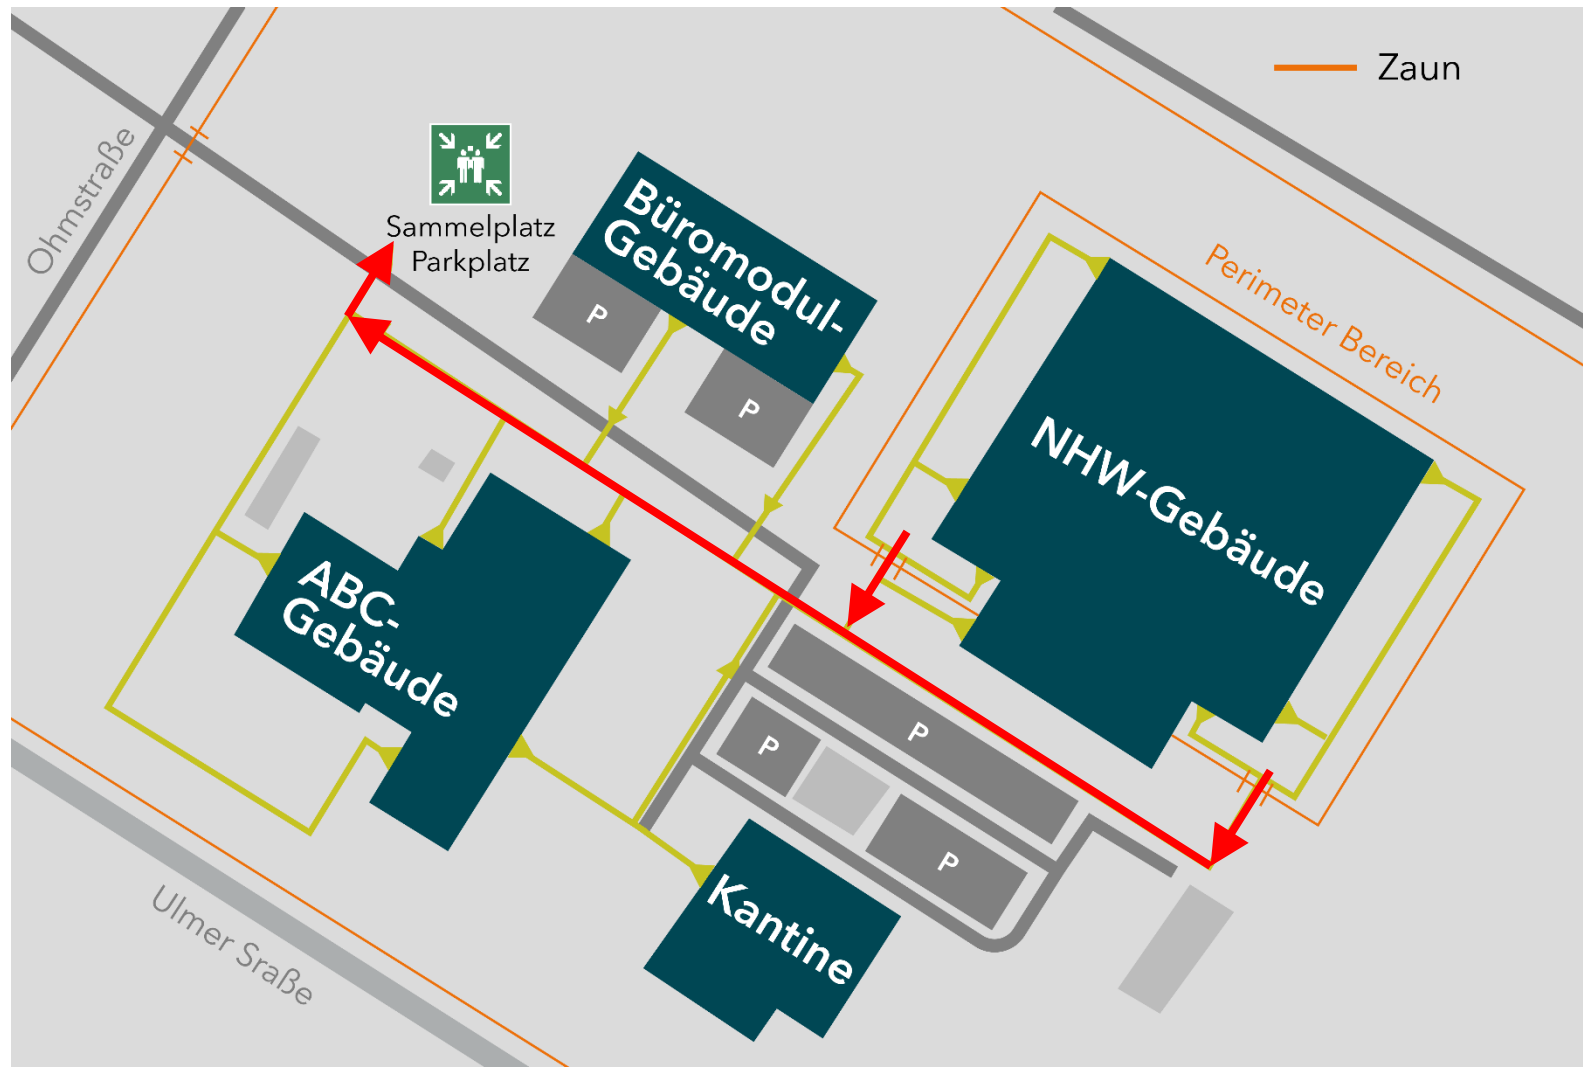 Zaun
Ohmstraße
Sammelplatz
Parkplatz
Büromodul-
Gebäude
P
P
Perimeter Bereich
NHW-Gebäude
ABC-
Gebäude
P
P
P
Kantine
Ulmer Sraße